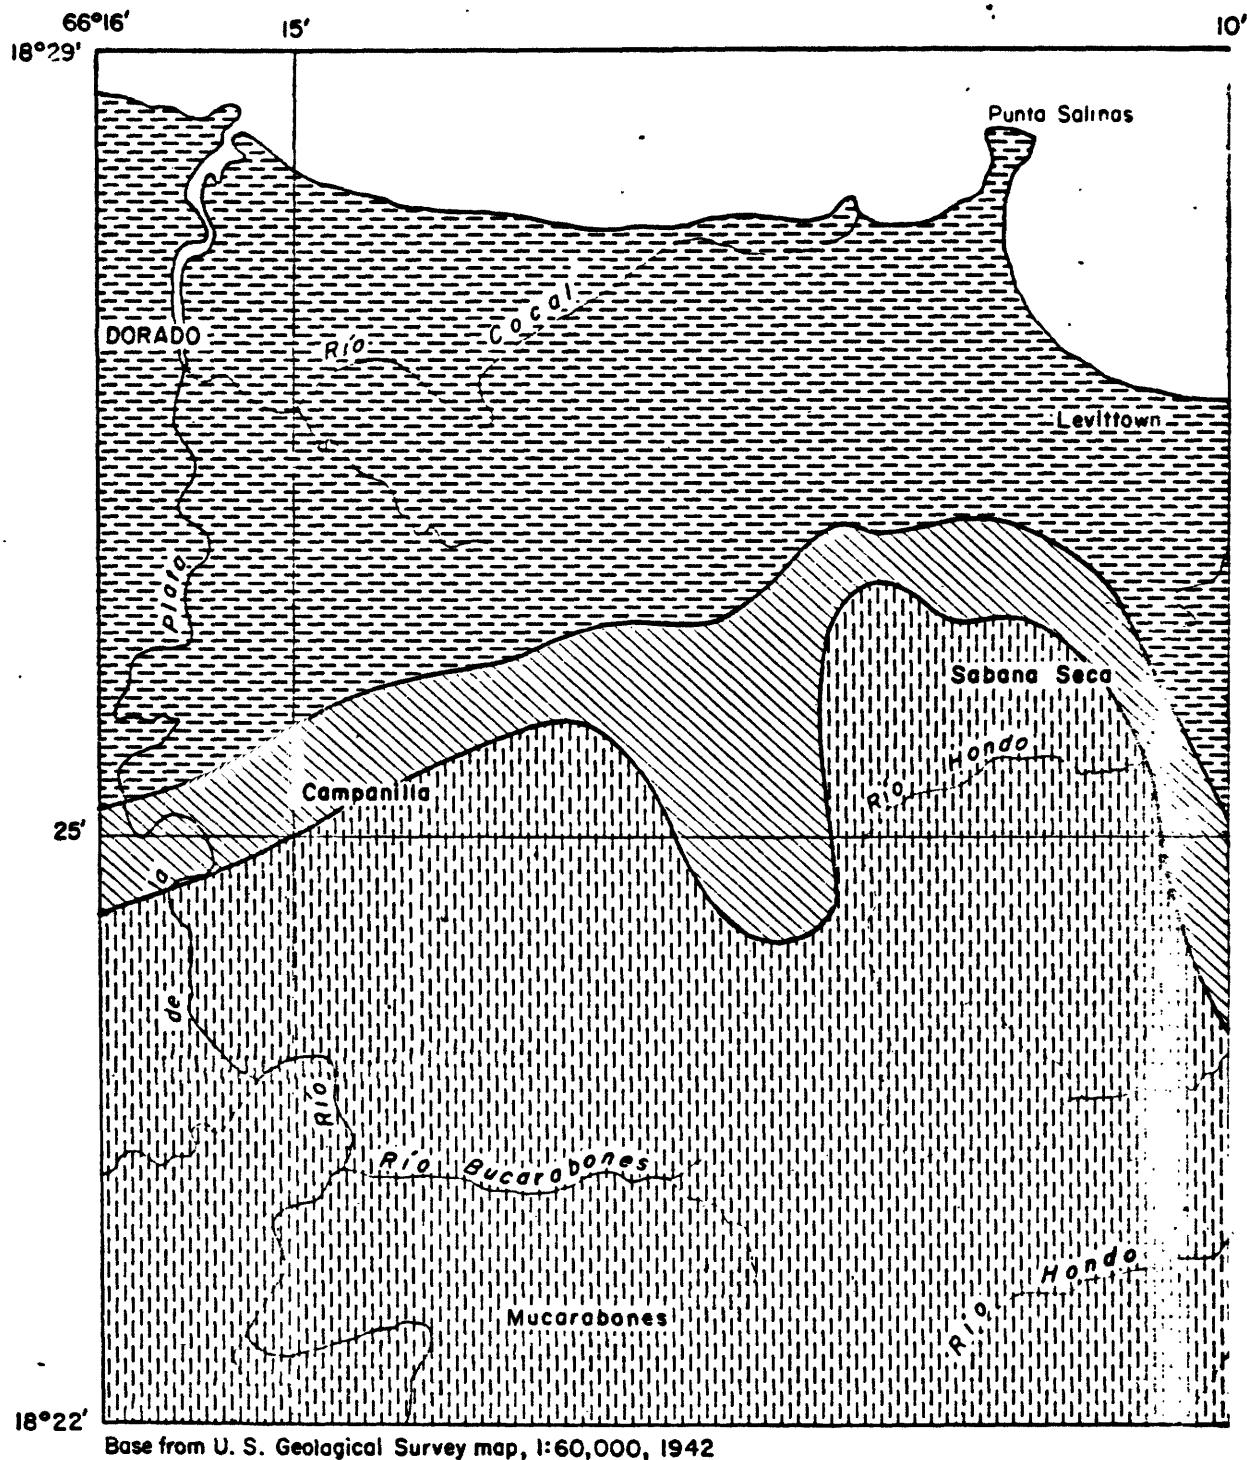 66°16'
15'
10'
18°29'
Punta Salinas
Cocal
Río
DORADO
Levittown
Plata
Sabana Seca
Río Hondo
Campanilla
25'
la
de
Río
Río Bucarabones
Río Hondo
Mucarabones
18°22'
Base from U. S. Geological Survey map, 1:60,000, 1942